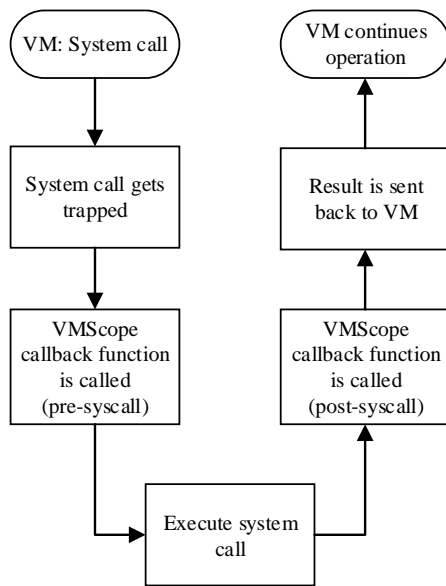 VM: System call
System call gets
trapped
VMScope
callback function
is called
(pre-syscall)
Execute system
call
VMScope
callback function
is called
(post-syscall)
Result is sent
back to VM
VM continues
operation